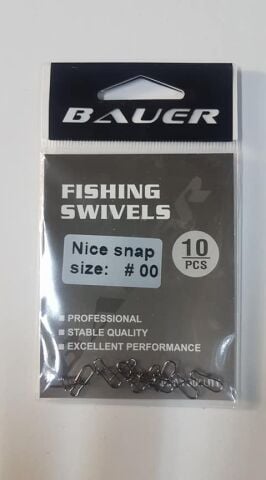 BAUER
FISHING
SWIVELS
Nice snap
size: # 00
10
PCS
PROFESSIONAL
STABLE QUALITY
EXCELLENT PERFORMANCE